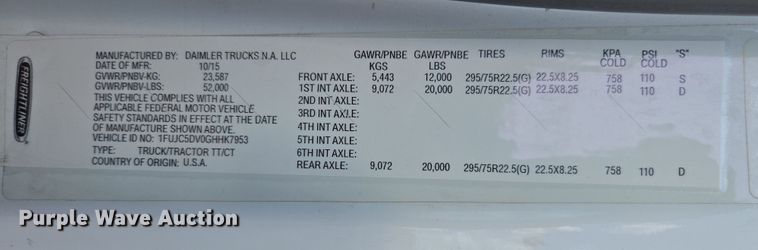 FREIGHTLINER
MANUFACTURED BY: DAIMLER TRUCKS N.A. LLC
DATE OF MFR: 10/15
GVWR/PNBV-KG: 23,587
GVWR/PNBV-LBS: 52,000
THIS VEHICLE COMPLIES WITH ALL
APPLICABLE FEDERAL MOTOR VEHICLE
SAFETY STANDARDS IN EFFECT AT THE DATE
OF MANUFACTURE SHOWN ABOVE.
VEHICLE ID NO: 1FUJC5DV0GHHK7953
TYPE: TRUCK/TRACTOR TT/CT
COUNTRY OF ORIGIN: U.S.A.
GAWR/PNBE GAWR/PNBE TIRES RIMS KPA PSI "S"
KGS LBS COLD COLD
FRONT AXLE: 5,443 12,000 295/75R22.5(G) 22.5X8.25 758 110 S
1ST INT AXLE: 9,072 20,000 295/75R22.5(G) 22.5X8.25 758 110 D
2ND INT AXLE:
3RD INT AXLE:
4TH INT AXLE:
5TH INT AXLE:
6TH INT AXLE:
REAR AXLE: 9,072 20,000 295/75R22.5(G) 22.5X8.25 758 110 D
Purple Wave Auction